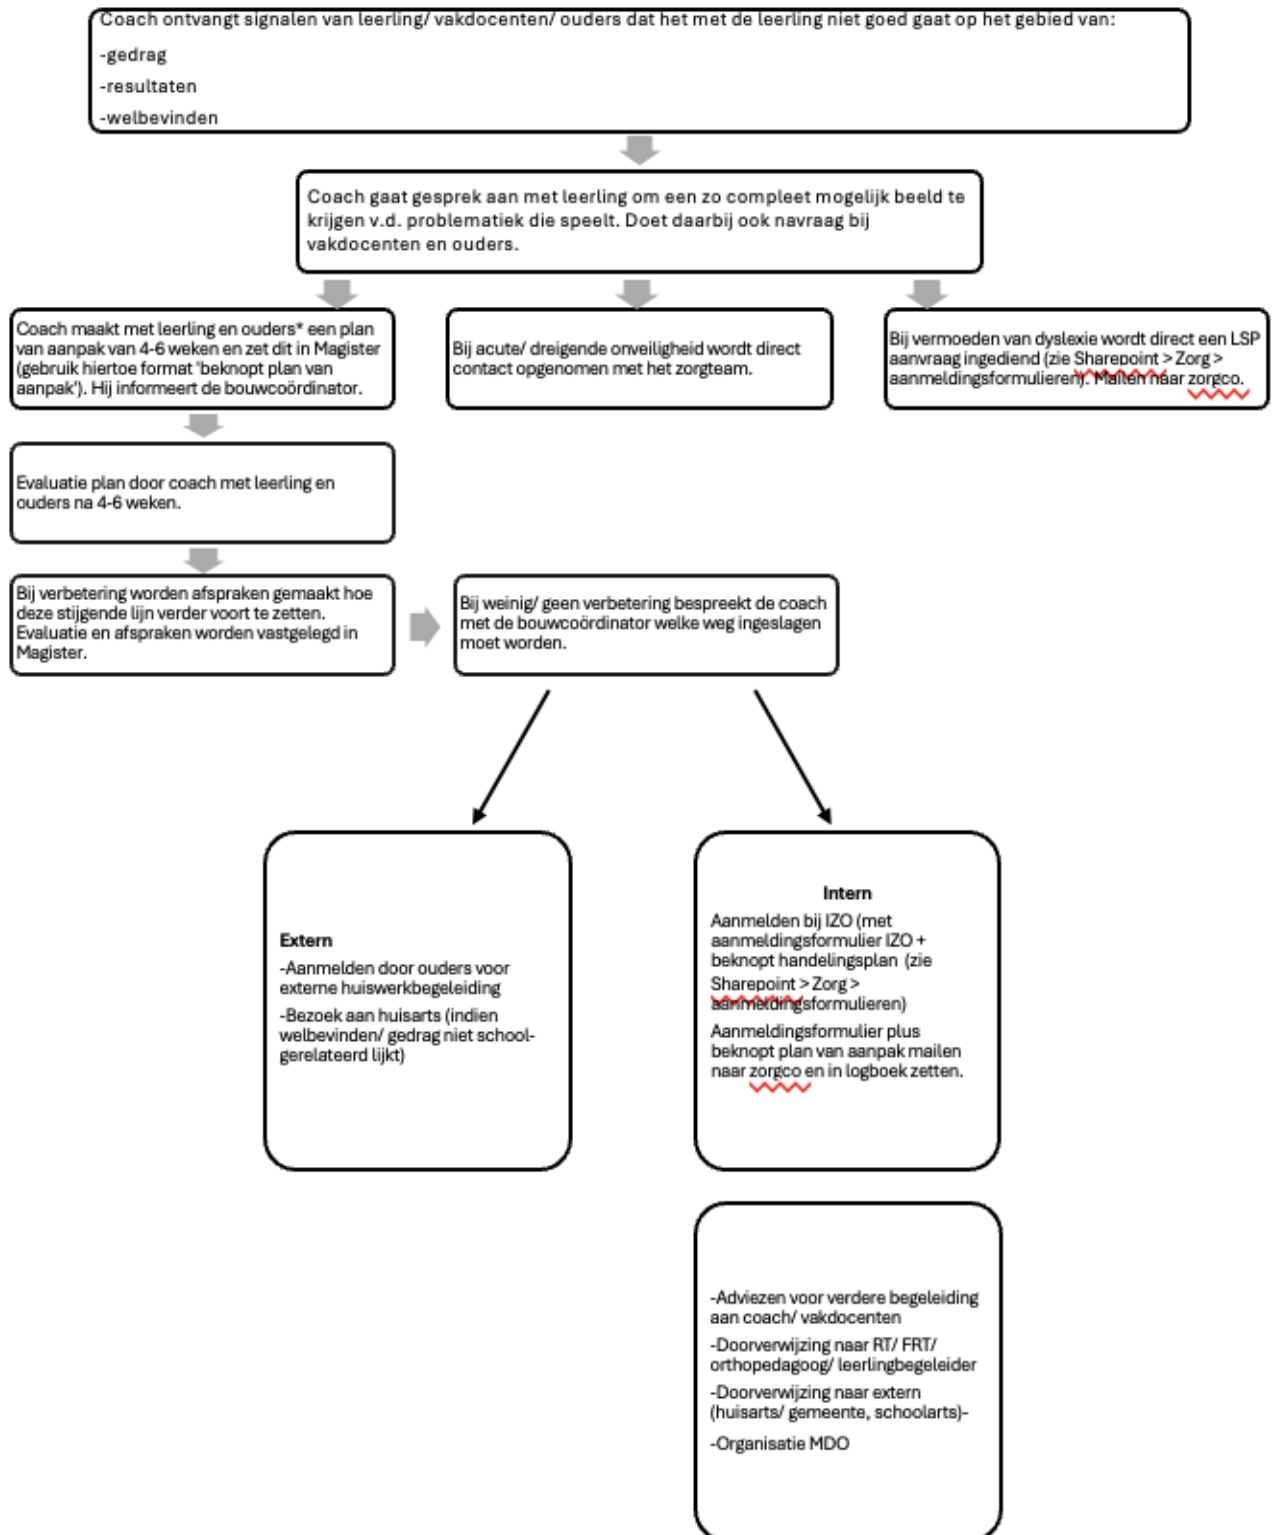 Coach ontvangt signalen van leerling/ vakdocenten/ ouders dat het met de leerling niet goed gaat op het gebied van:
-gedrag
-resultaten
-welbevinden
Coach gaat gesprek aan met leerling om een zo compleet mogelijk beeld te
krijgen v.d. problematiek die speelt. Doet daarbij ook navraag bij
vakdocenten en ouders.
Coach maakt met leerling en ouders* een plan
van aanpak van 4-6 weken en zet dit in Magister
(gebruik hiertoe format 'beknopt plan van
aanpak'). Hij informeert de bouwcoördinator.
Bij acute/ dreigende onveiligheid wordt direct
contact opgenomen met het zorgteam.
Bij vermoeden van dyslexie wordt direct een LSP
aanvraag ingediend (zie Sharepoint > Zorg >
aanmeldingsformulieren). Mailen naar zorgco.
Evaluatie plan door coach met leerling en
ouders na 4-6 weken.
Bij verbetering worden afspraken gemaakt hoe
deze stijgende lijn verder voort te zetten.
Evaluatie en afspraken worden vastgelegd in
Magister.
Bij weinig/ geen verbetering bespreekt de coach
met de bouwcoördinator welke weg ingeslagen
moet worden.
Extern
-Aanmelden door ouders voor
externe huiswerkbegeleiding
-Bezoek aan huisarts (indien
welbevinden/ gedrag niet school-
gerelateerd lijkt)
Intern
Aanmelden bij IZO (met
aanmeldingsformulier IZO +
beknopt handelingsplan (zie
Sharepoint > Zorg >
aanmeldingsformulieren)
Aanmeldingsformulier plus
beknopt plan van aanpak mailen
naar zorgco en in logboek zetten.
-Adviezen voor verdere begeleiding
aan coach/ vakdocenten
-Doorverwijzing naar RT/ FRT/
orthopedagoog/ leerlingbegeleider
-Doorverwijzing naar extern
(huisarts/ gemeente, schoolarts)-
-Organisatie MDO